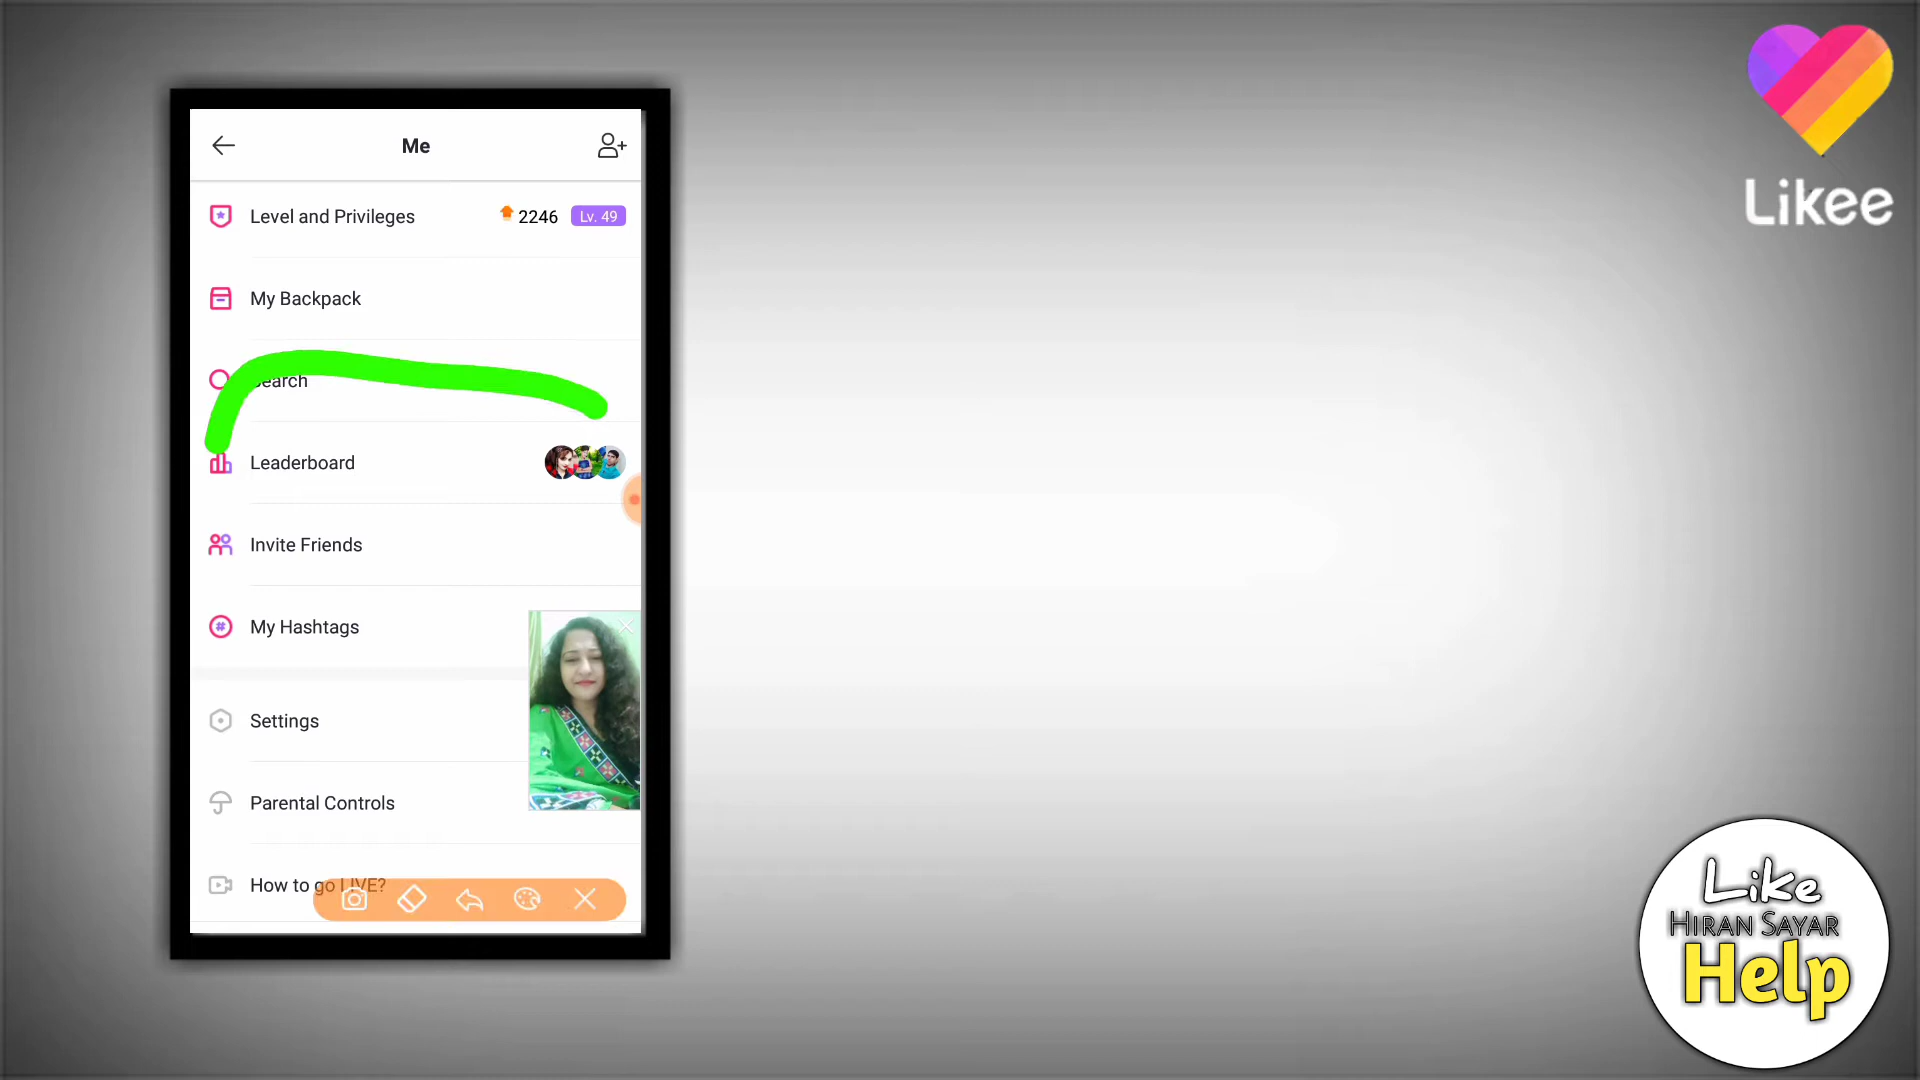 Me
Level and Privileges 2246 Lv. 49
My Backpack
Search
Leaderboard
Invite Friends
My Hashtags
Settings
Parental Controls
How to go LIVE?
Likee
Like
HIRAN SAYAR
Help